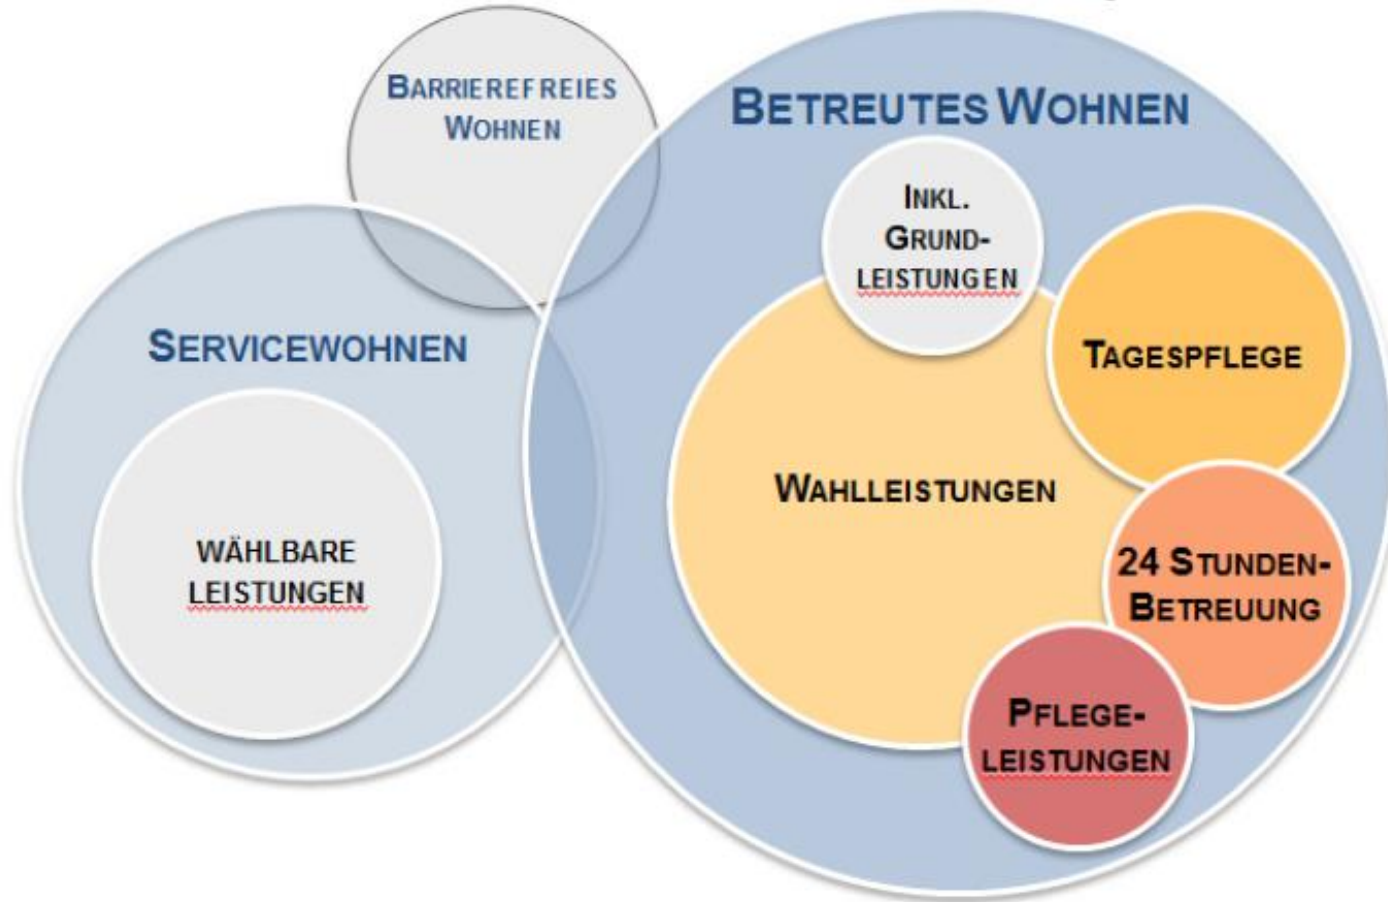 BARRIEREFREIES
WOHNEN
BETREUTES WOHNEN
INKL.
GRUND-
LEISTUNGEN
TAGESPFLEGE
SERVICEWOHNEN
WAHLLEISTUNGEN
WÄHLBARE
LEISTUNGEN
24 STUNDEN-
BETREUUNG
PFLEGE-
LEISTUNGEN